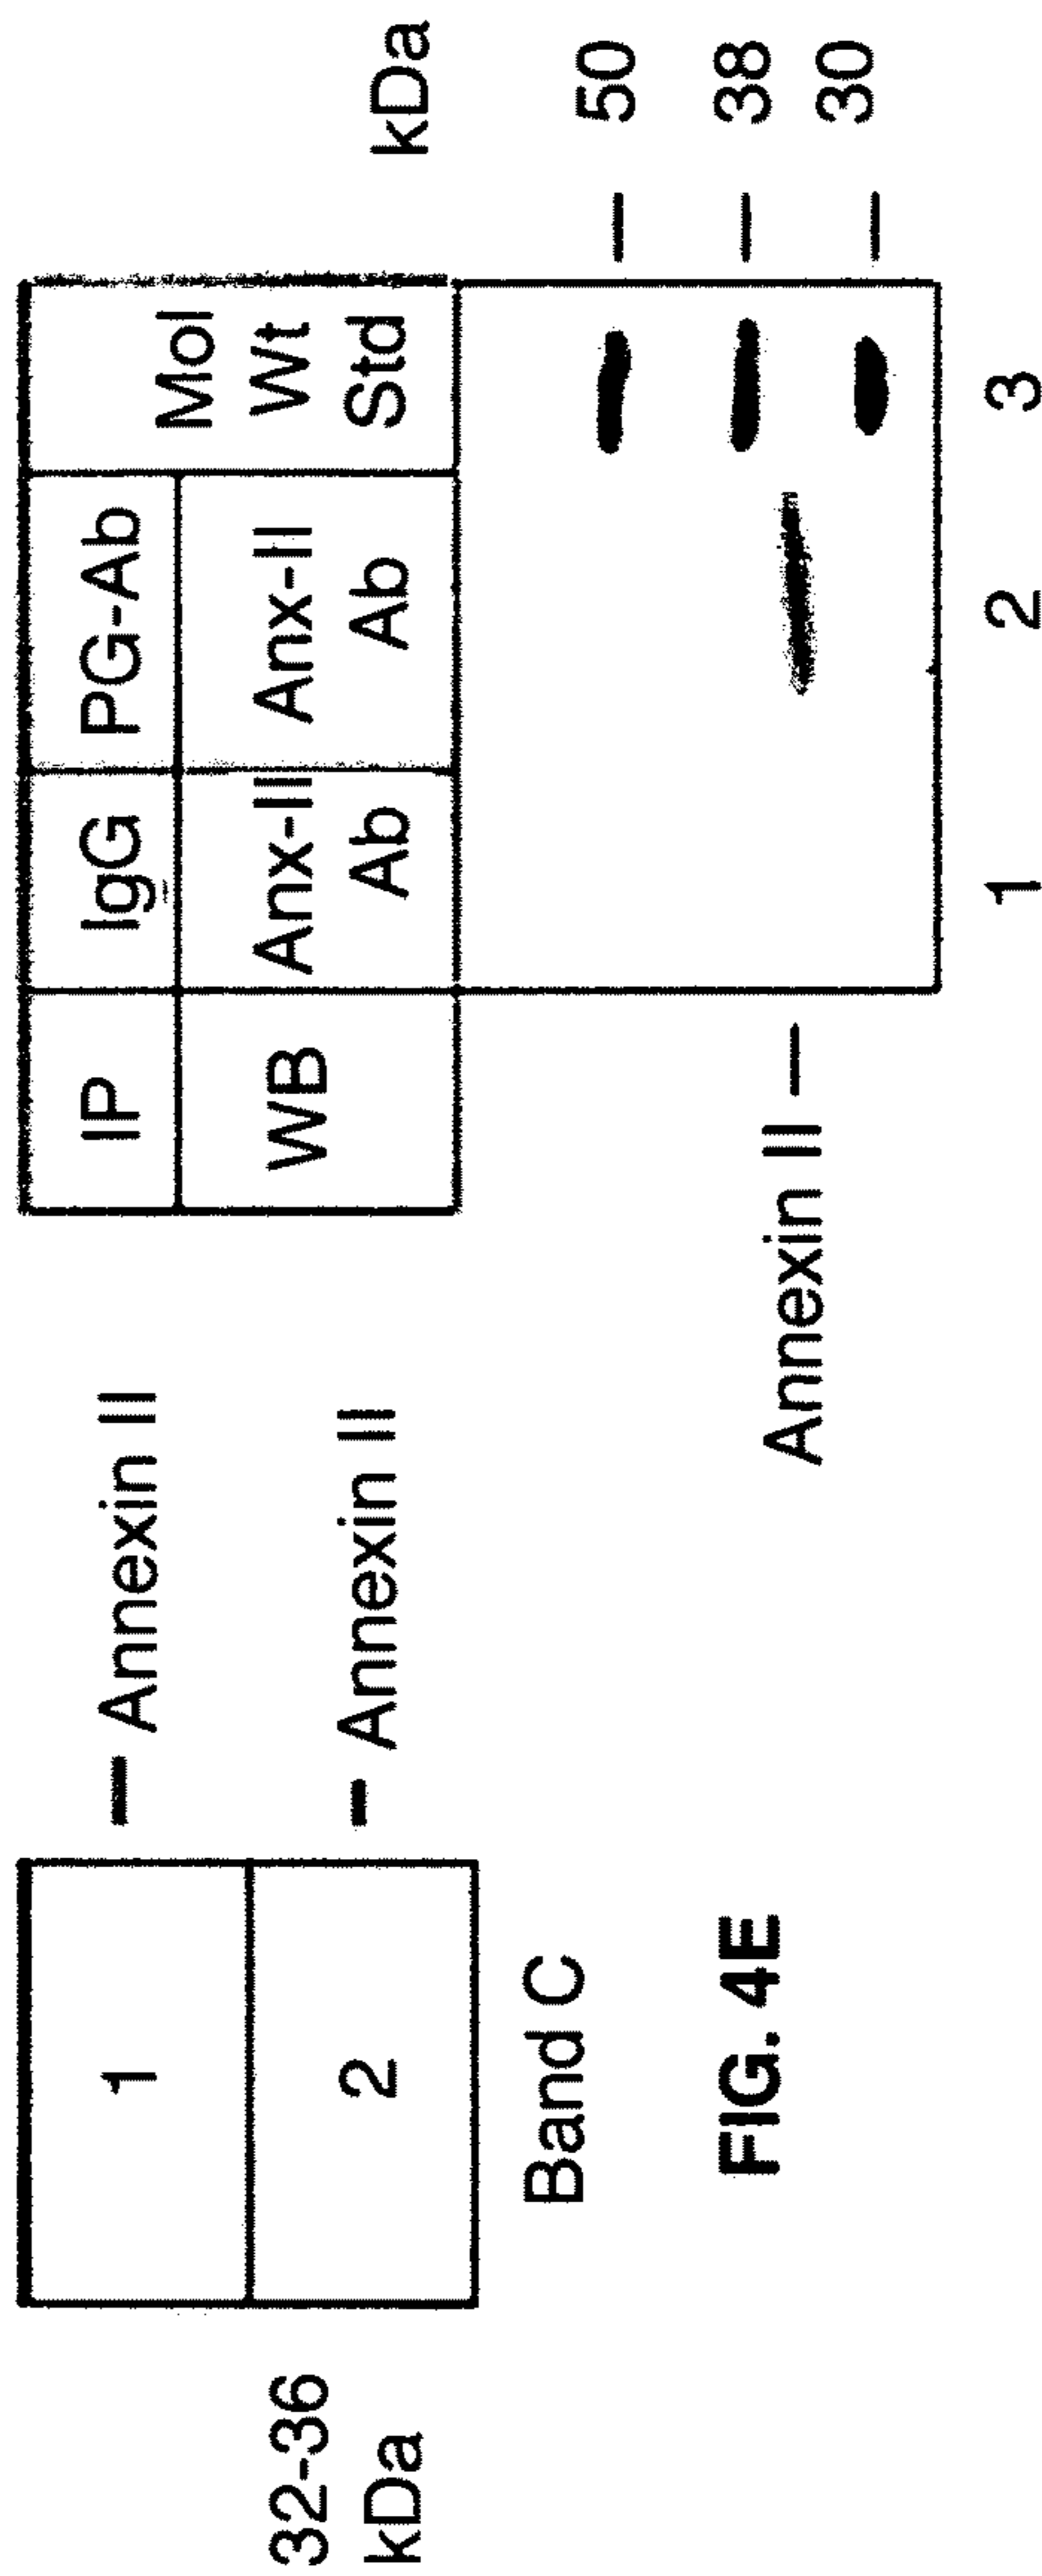 32-36
kDa
1
2
Annexin II
Annexin II
Band C
FIG. 4E
IP
IgG
PG-Ab
Mol
Wt
Std
WB
Anx-II
Ab
Anx-II
Ab
kDa
50
38
30
Annexin II
1
2
3